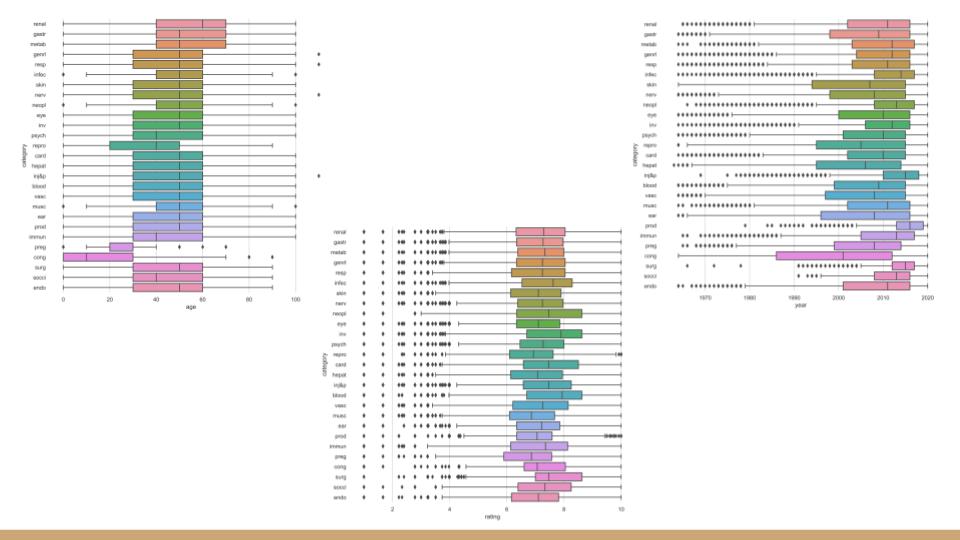 renal
gastr
metab
genrl
resp
infec
skin
nerv
neopl
eye
inv
psych
repro
card
hepat
inj&p
blood
vasc
musc
ear
prod
immun
preg
cong
surg
socci
endo
category
0 20 40 60 80 100
age
renal
gastr
metab
genrl
resp
infec
skin
nerv
neopl
eye
inv
psych
repro
card
hepat
inj&p
blood
vasc
musc
ear
prod
immun
preg
cong
surg
socci
endo
category
2 4 6 8 10
rating
renal
gastr
metab
genrl
resp
infec
skin
nerv
neopl
eye
inv
psych
repro
card
hepat
inj&p
blood
vasc
musc
ear
prod
immun
preg
cong
surg
socci
endo
category
1970 1980 1990 2000 2010 2020
year